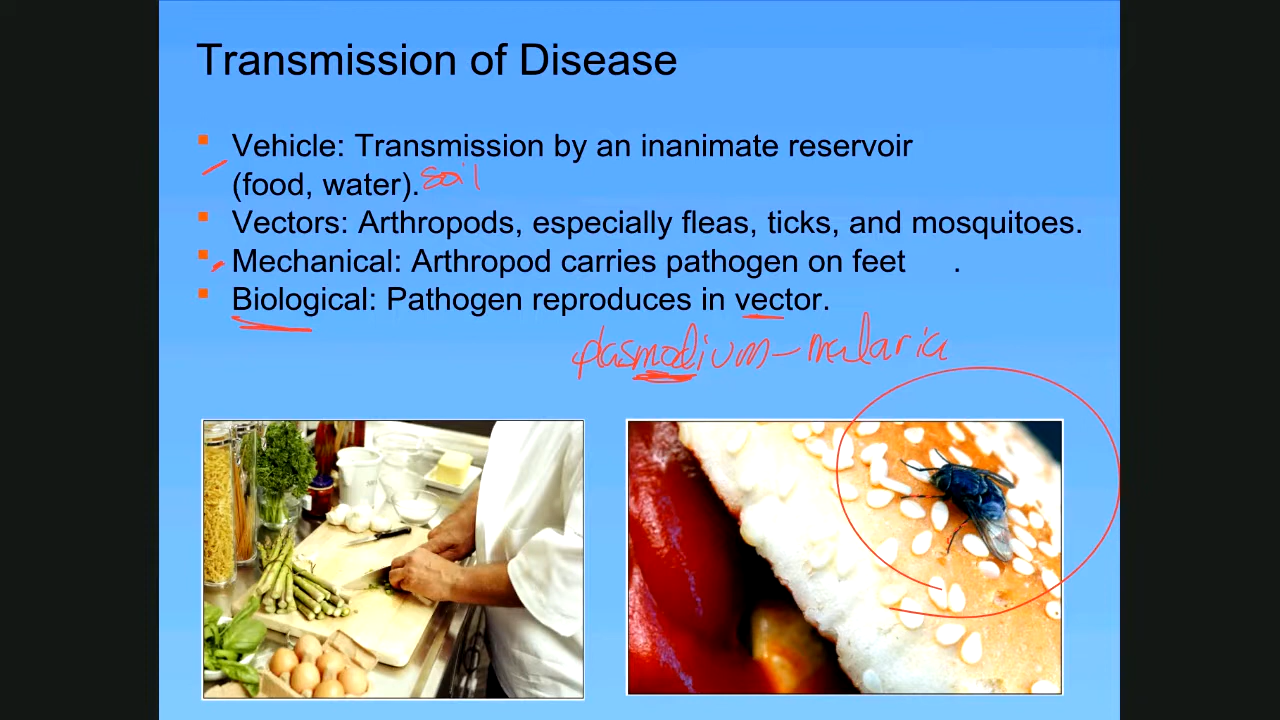 Transmission of Disease
Vehicle: Transmission by an inanimate reservoir
(food, water). soil
Vectors: Arthropods, especially fleas, ticks, and mosquitoes.
Mechanical: Arthropod carries pathogen on feet .
Biological: Pathogen reproduces in vector.
plasmodium - malaria